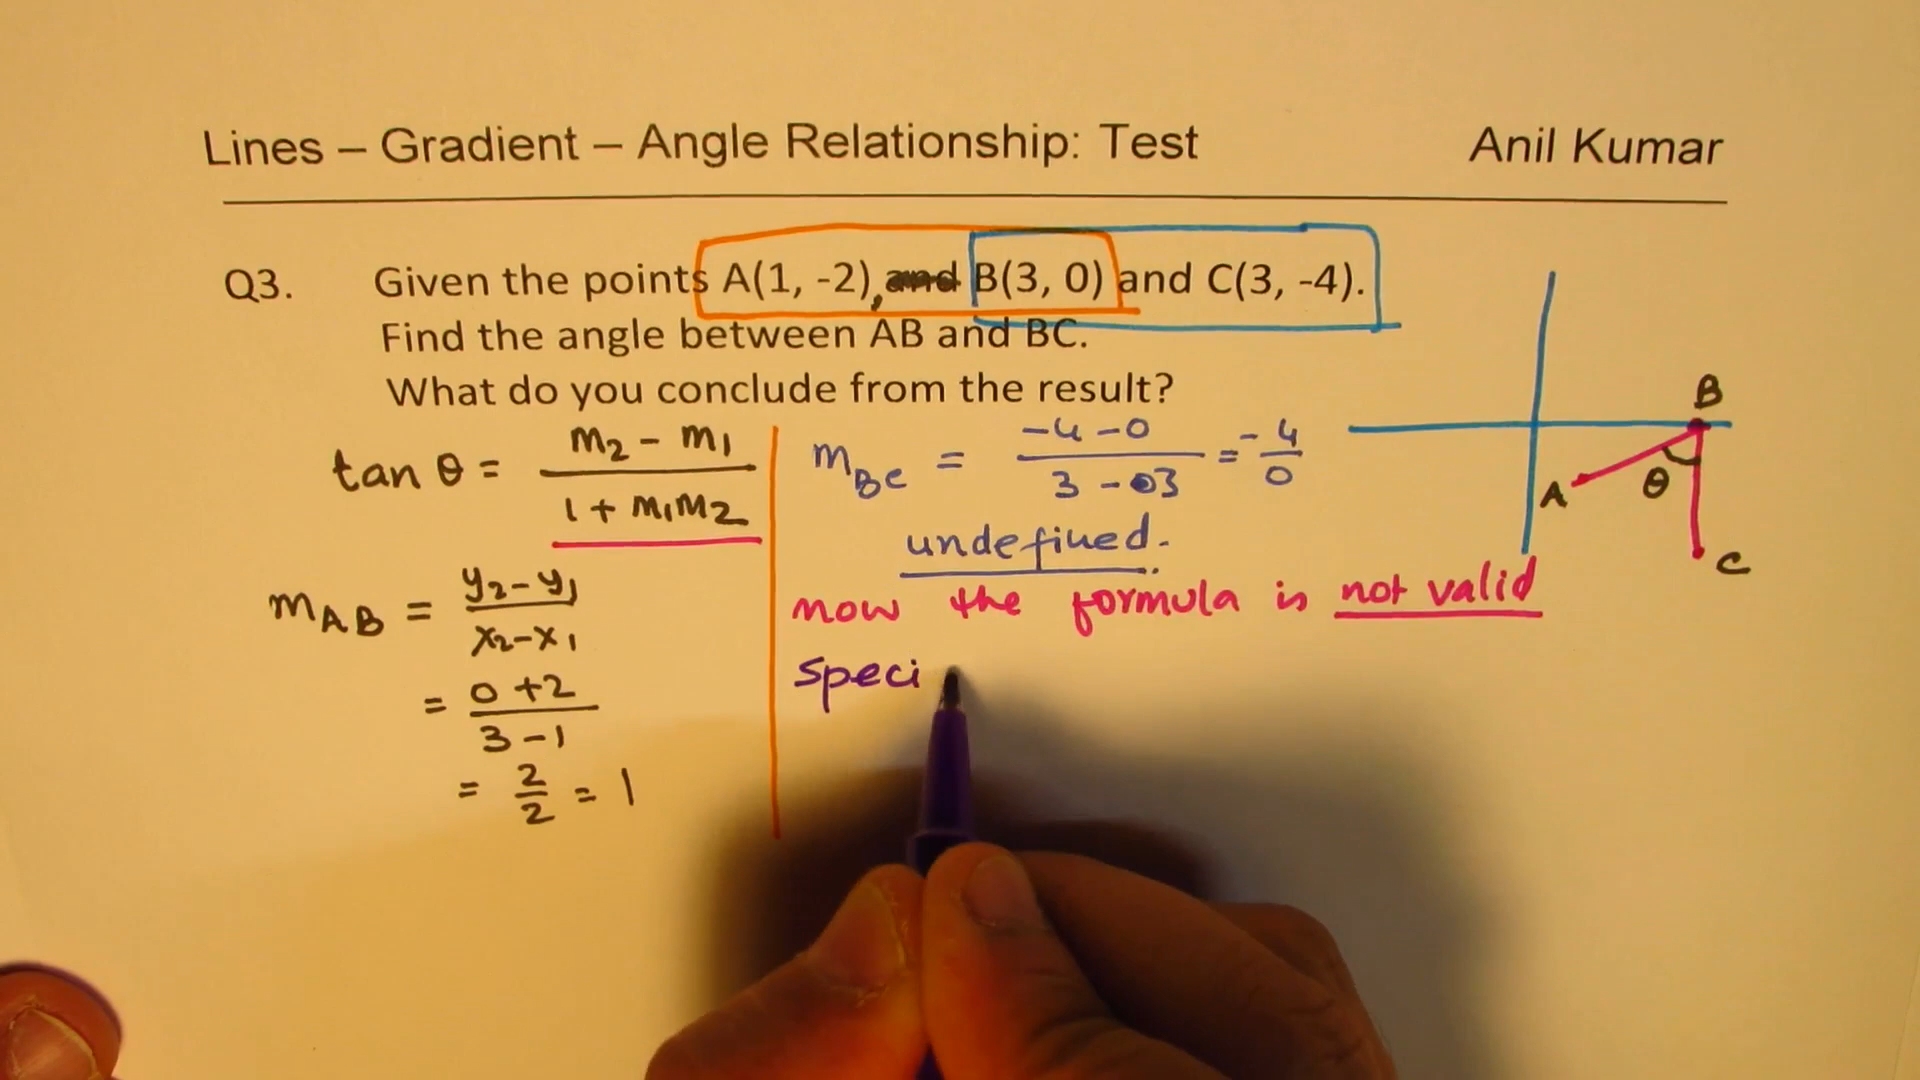 Lines – Gradient – Angle Relationship: Test Anil Kumar
Q3. Given the points A(1, -2), and B(3, 0) and C(3, -4).
Find the angle between AB and BC.
What do you conclude from the result?
tan θ = m2 - m1 / 1 + m1m2
mAB = y2 - y1 / x2 - x1
= 0 + 2 / 3 - 1
= 2/2 = 1
mBC = -4 - 0 / 3 - 03 = -4/0
undefined.
now the formula is not valid
Speci
B
A θ
C